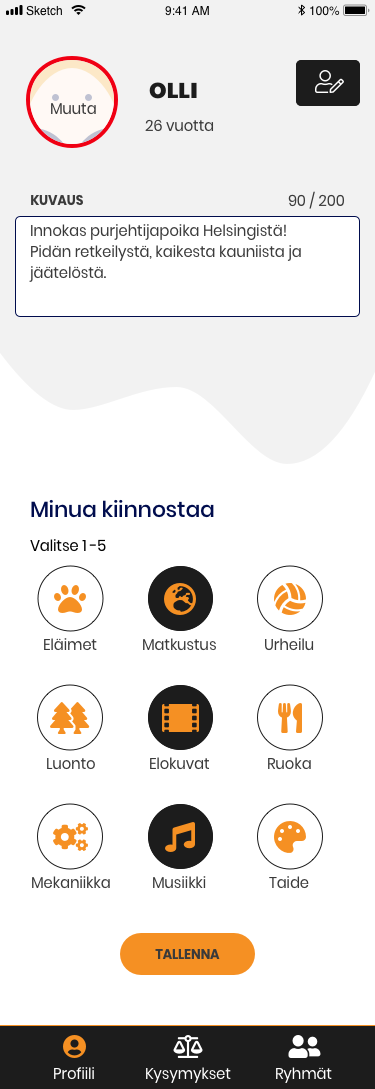 Sketch 9:41 AM 100%
Muuta
OLLI
26 vuotta
KUVAUS 90 / 200
Innokas purjehtijapoika Helsingistä!
Pidän retkeilystä, kaikesta kauniista ja
jäätelöstä.
Minua kiinnostaa
Valitse 1 -5
Eläimet Matkustus Urheilu
Luonto Elokuvat Ruoka
Mekaniikka Musiikki Taide
TALLENNA
Profiili Kysymykset Ryhmät